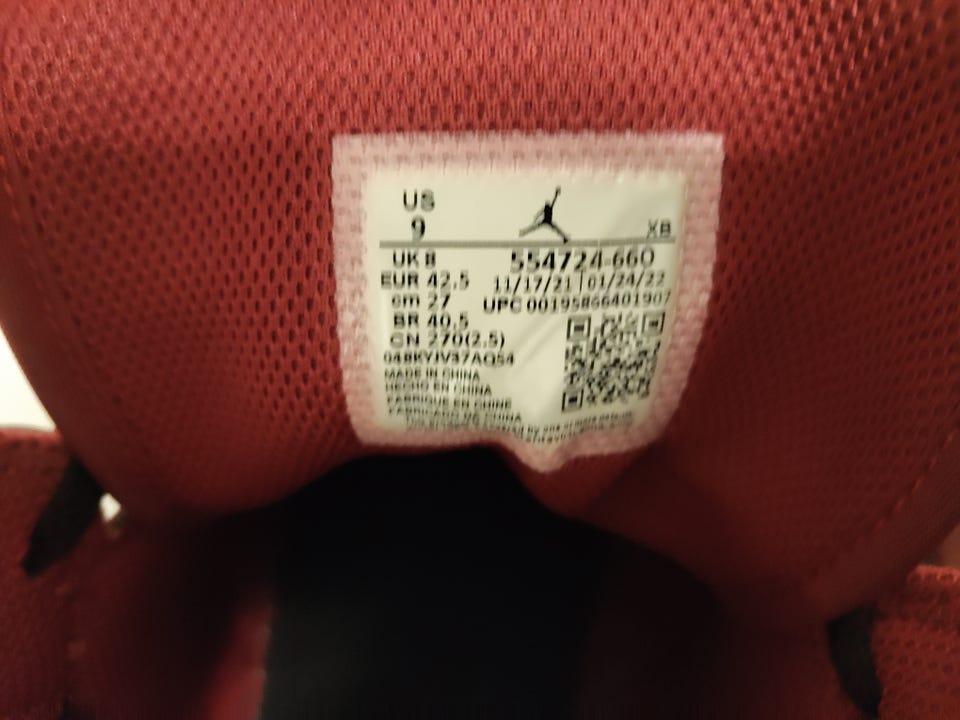 US
9
XB
UK 8
554724-660
EUR 42.5
11/17/21 | 01/24/22
cm 27
UPC 00195866401907
BR 40.5
CN 270(2.5)
048KYJV37AQ54
MADE IN CHINA
HECHO EN CHINA
FABRIQUE EN CHINE
FABRICADO DE CHINA